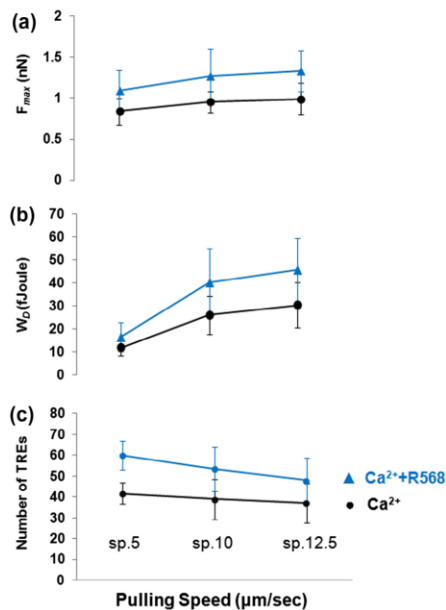 (a)
F_max (nN)
2
1.5
1
0.5
0
(b)
W_D(fJoule)
70
60
50
40
30
20
10
0
(c)
Number of TREs
80
70
60
50
40
30
20
10
0
sp.5 sp.10 sp.12.5
Pulling Speed (µm/sec)
Ca²⁺+R568
Ca²⁺